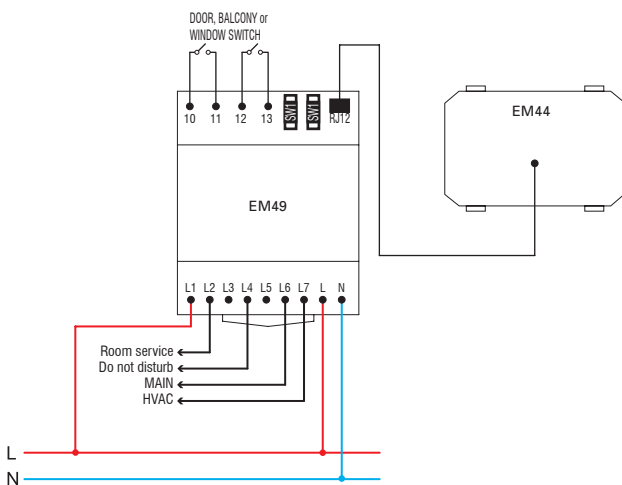 DOOR, BALCONY or
WINDOW SWITCH
10 11 12 13 SW1 SW1 RJ12
EM44
EM49
L1 L2 L3 L4 L5 L6 L7 L N
Room service
Do not disturb
MAIN
HVAC
L
N